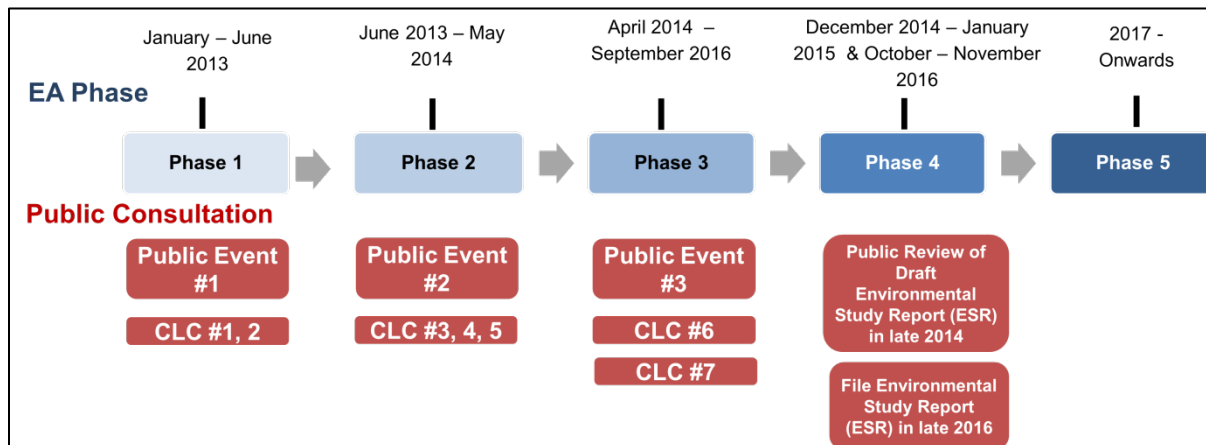 January – June
2013
June 2013 – May
2014
April 2014 –
September 2016
December 2014 – January
2015 & October – November
2016
2017 -
Onwards
EA Phase
Phase 1
Phase 2
Phase 3
Phase 4
Phase 5
Public Consultation
Public Event
#1
CLC #1, 2
Public Event
#2
CLC #3, 4, 5
Public Event
#3
CLC #6
CLC #7
Public Review of
Draft
Environmental
Study Report (ESR)
in late 2014
File Environmental
Study Report
(ESR) in late 2016